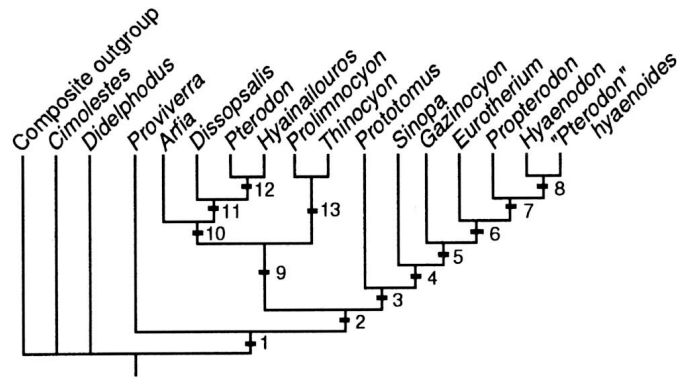 Composite outgroup
Cimolestes
Didelphodus
Proviverra
Arfia
Dissopsalis
Pterodon
Hyainailouros
Prolimnocyon
Thinocyon
Prototomus
Sinopa
Gazinocyon
Eurotherium
Propterodon
Hyaenodon
"Pterodon"
hyaenoides
12
8
11
13
7
10
6
5
9
4
3
2
1